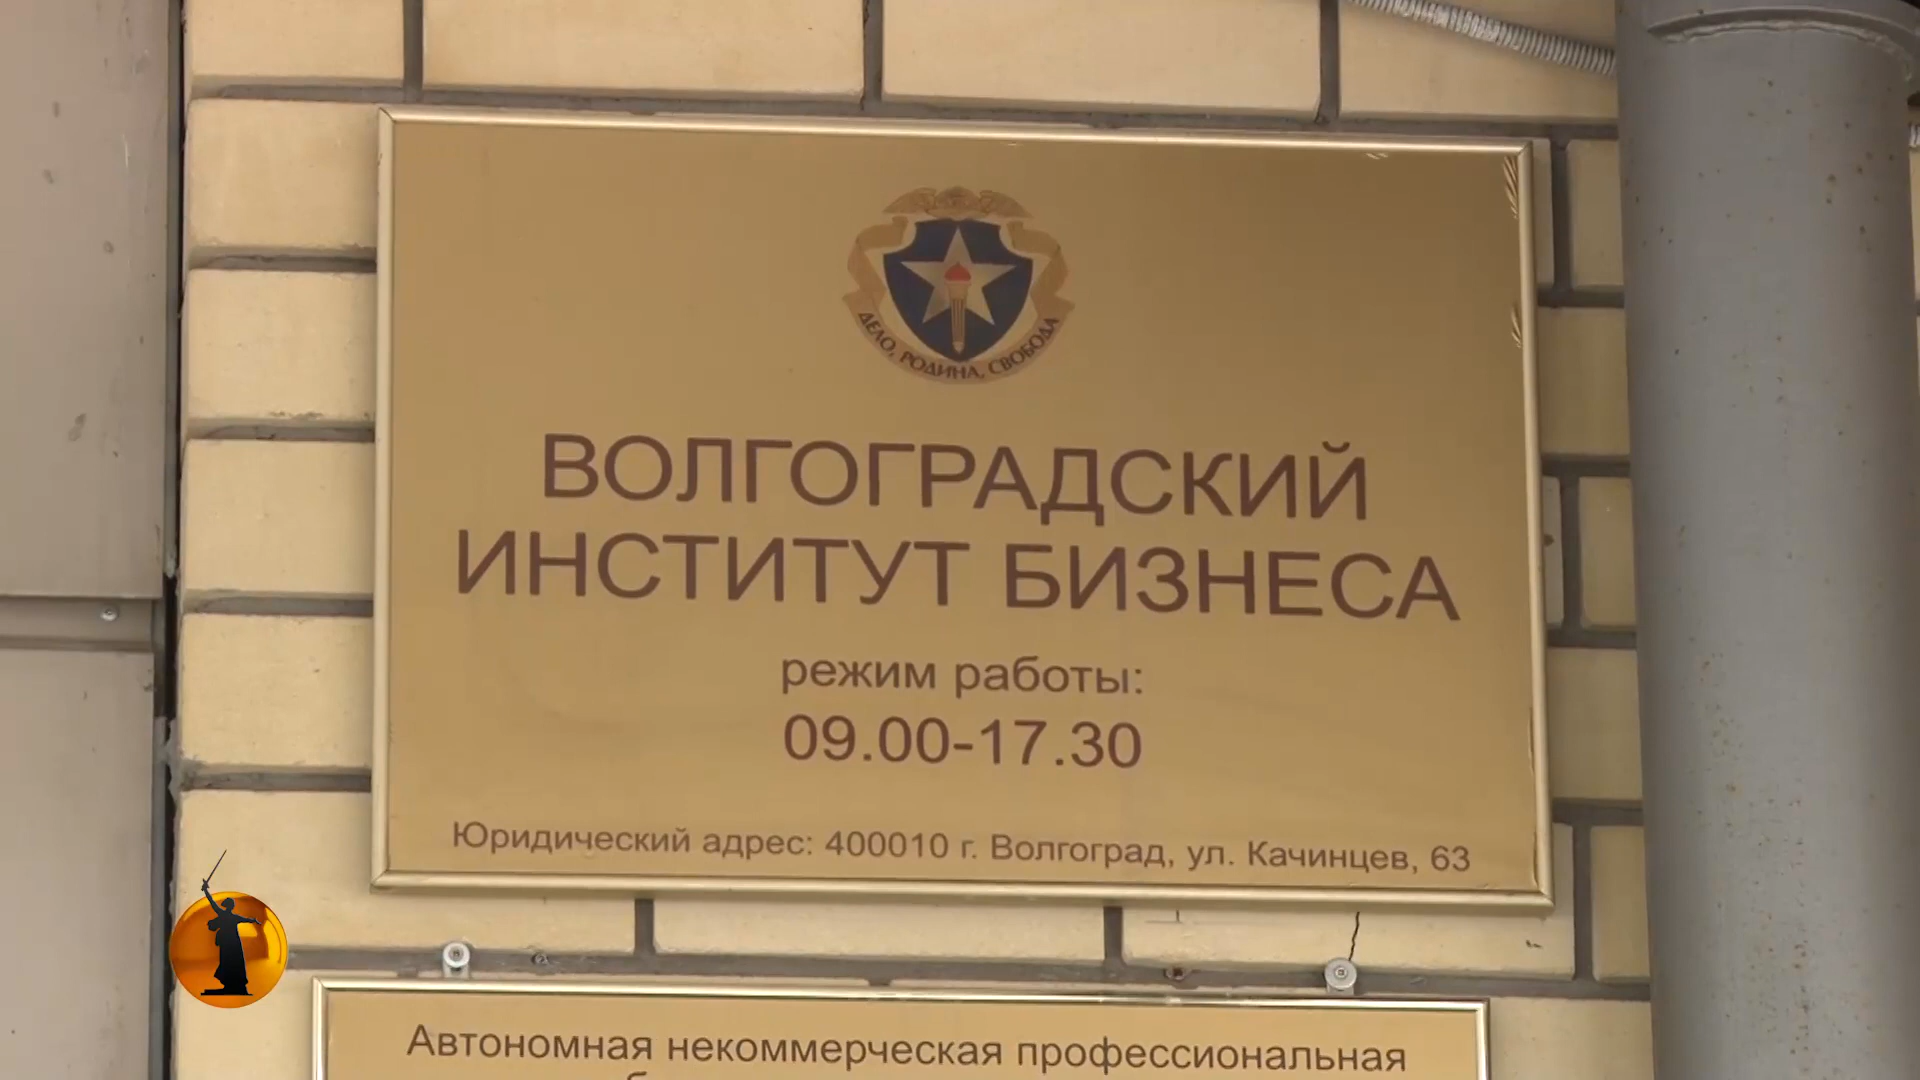 ДЕЛО, РОДИНА, СВОБОДА
ВОЛГОГРАДСКИЙ
ИНСТИТУТ БИЗНЕСА
режим работы:
09.00-17.30
Юридический адрес: 400010 г. Волгоград, ул. Качинцев, 63
Автономная некоммерческая профессиональная